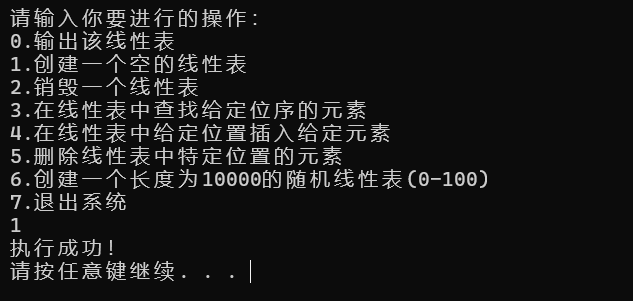 请输入你要进行的操作:
0.输出该线性表
1.创建一个空的线性表
2.销毁一个线性表
3.在线性表中查找给定位序的元素
4.在线性表中给定位置插入给定元素
5.删除线性表中特定位置的元素
6.创建一个长度为10000的随机线性表(0-100)
7.退出系统
1
执行成功!
请按任意键继续. . .